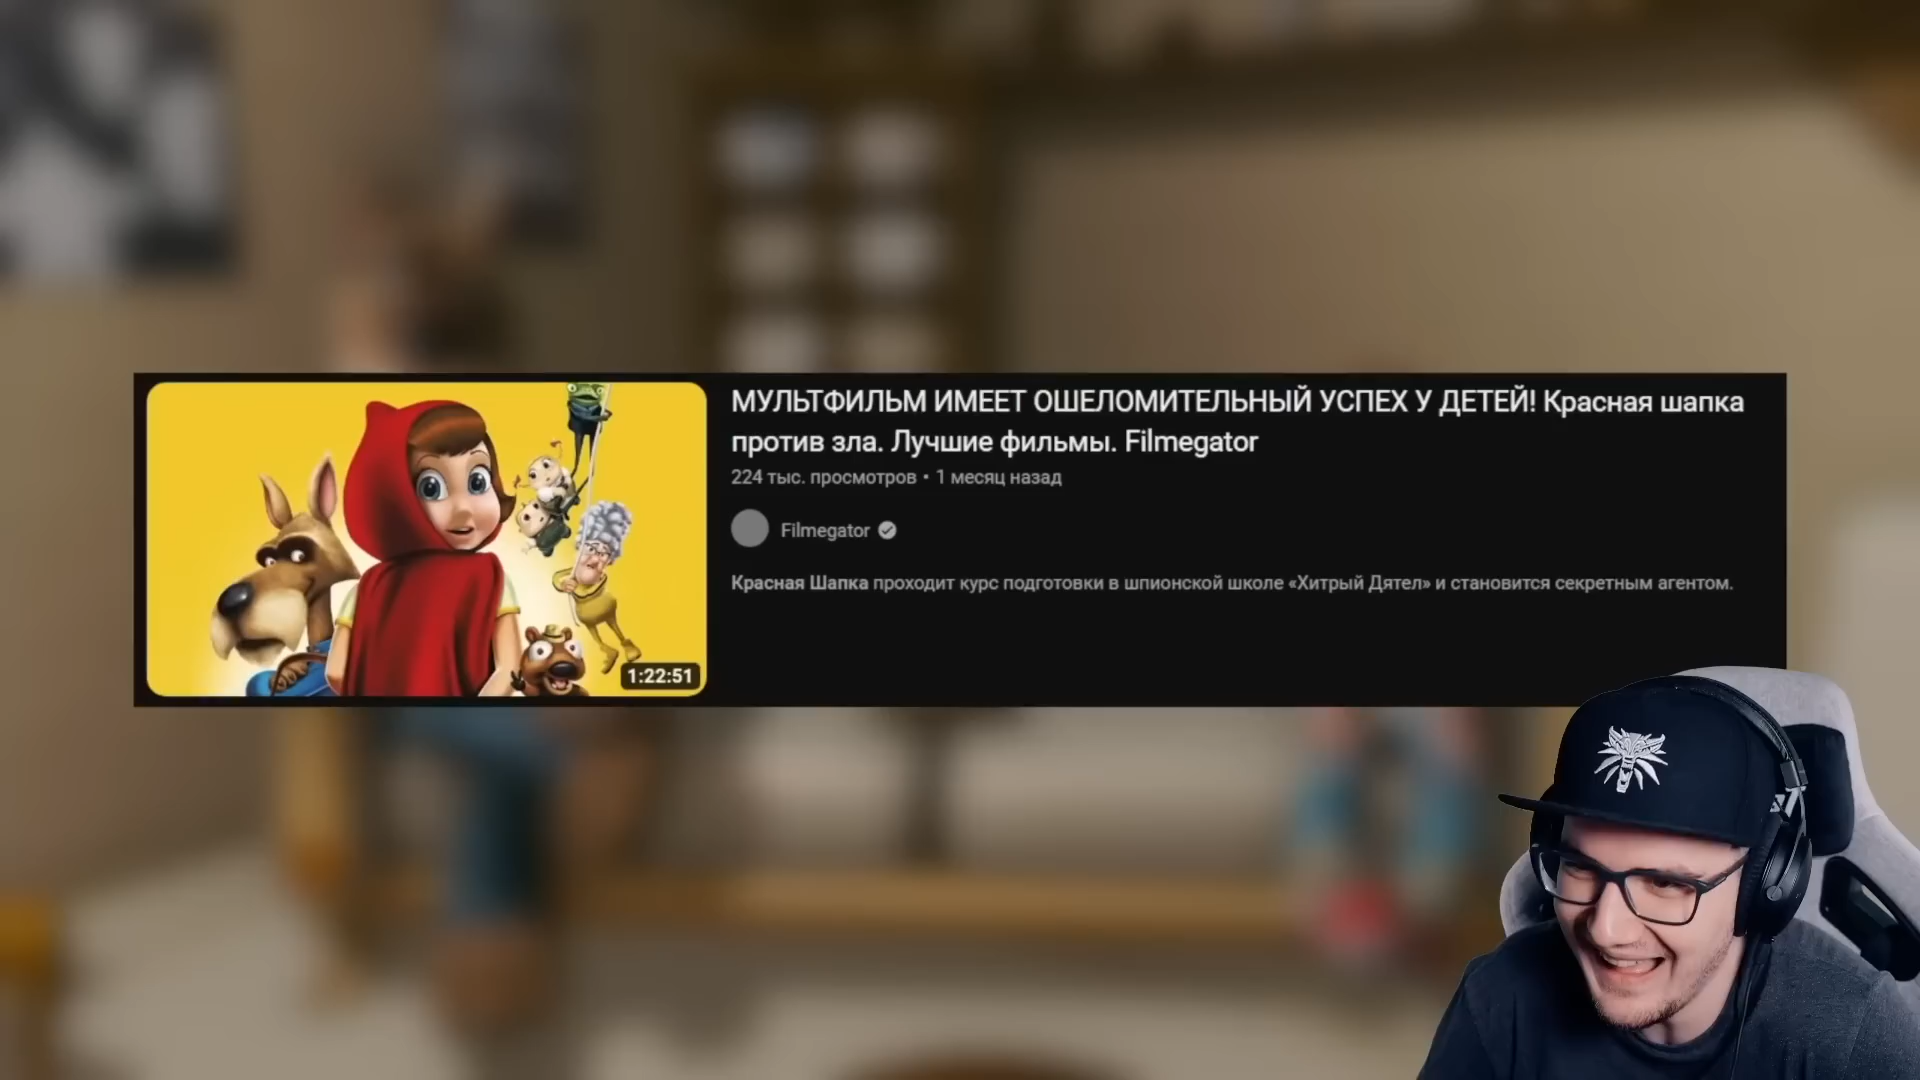 МУЛЬТФИЛЬМ ИМЕЕТ ОШЕЛОМИТЕЛЬНЫЙ УСПЕХ У ДЕТЕЙ! Красная шапка
против зла. Лучшие фильмы. Filmegator
224 тыс. просмотров • 1 месяц назад
Filmegator
Красная Шапка проходит курс подготовки в шпионской школе «Хитрый Дятел» и становится секретным агентом.
1:22:51